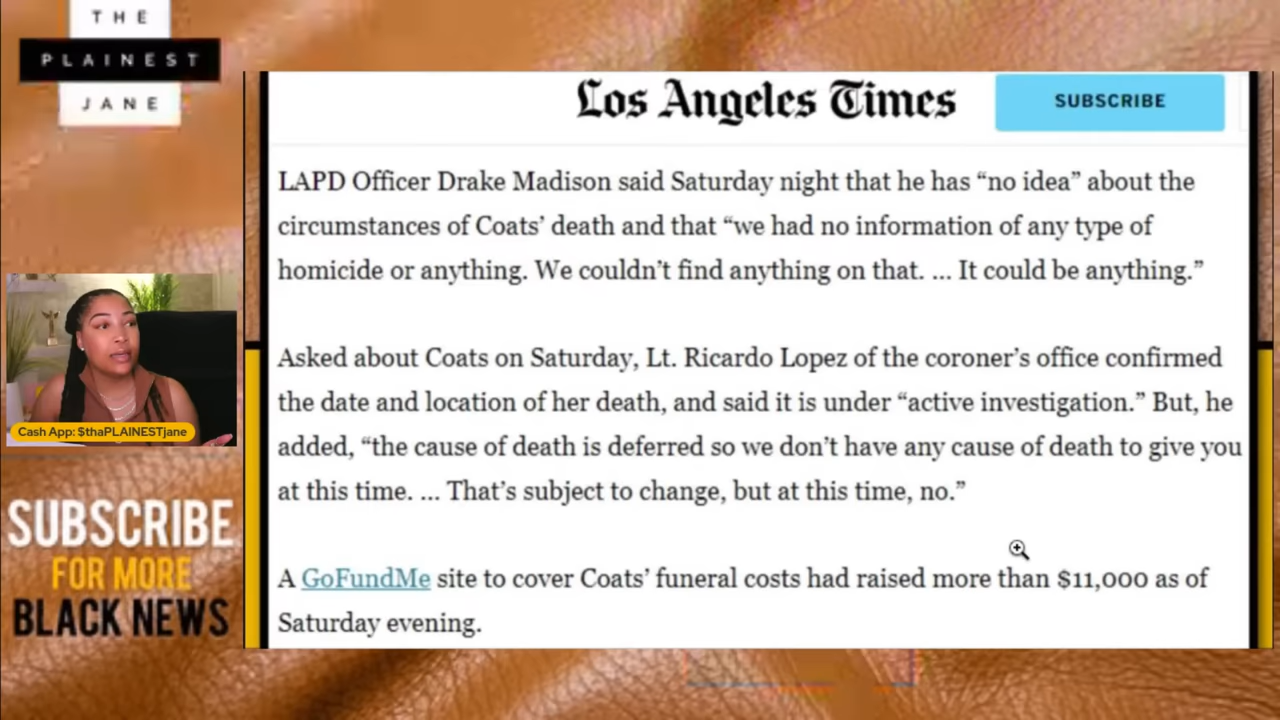 THE
PLAINEST
JANE
Los Angeles Times
SUBSCRIBE
LAPD Officer Drake Madison said Saturday night that he has “no idea” about the
circumstances of Coats’ death and that “we had no information of any type of
homicide or anything. We couldn’t find anything on that. ... It could be anything.”
Asked about Coats on Saturday, Lt. Ricardo Lopez of the coroner’s office confirmed
the date and location of her death, and said it is under “active investigation.” But, he
added, “the cause of death is deferred so we don’t have any cause of death to give you
at this time. ... That’s subject to change, but at this time, no.”
A GoFundMe site to cover Coats’ funeral costs had raised more than $11,000 as of
Saturday evening.
Cash App: $thaPLAINESTjane
SUBSCRIBE
FOR MORE
BLACK NEWS